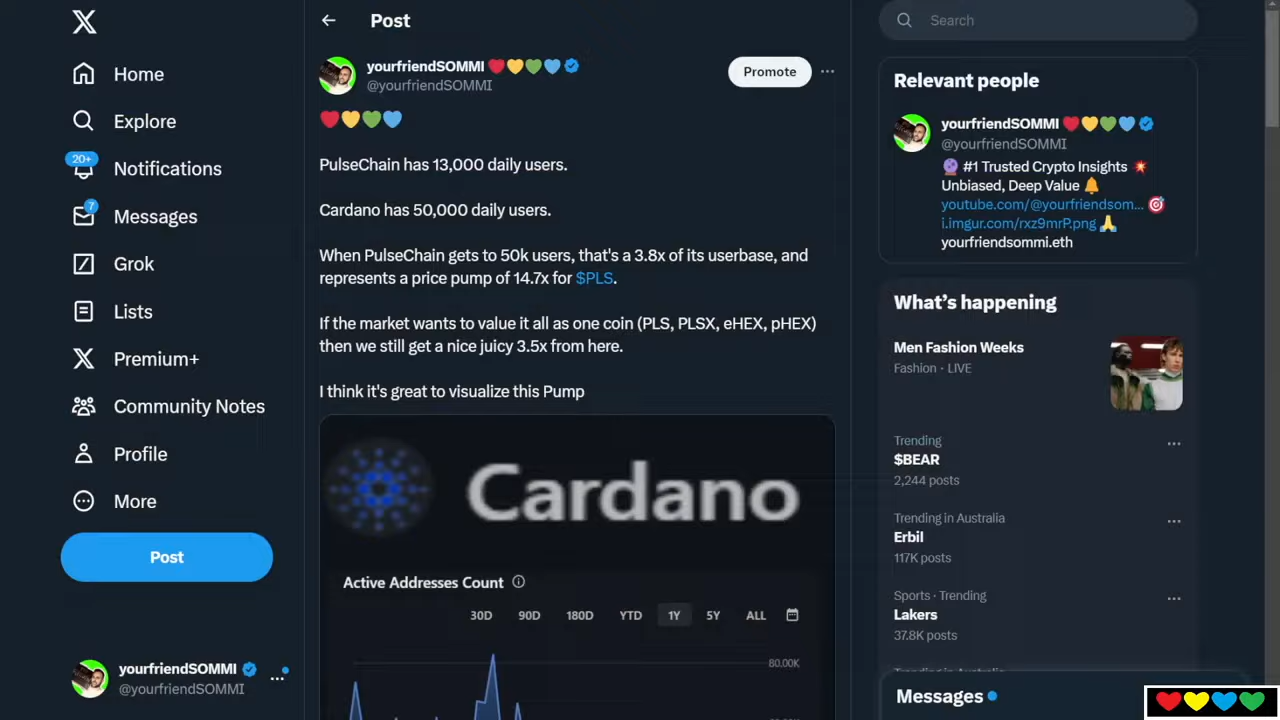 Home
Explore
20+
Notifications
7
Messages
Grok
Lists
Premium+
Community Notes
Profile
More
Post
yourfriendSOMMI
@yourfriendSOMMI
Post
yourfriendSOMMI ❤️💛💚💙
@yourfriendSOMMI
Promote
❤️💛💚💙
PulseChain has 13,000 daily users.
Cardano has 50,000 daily users.
When PulseChain gets to 50k users, that's a 3.8x of its userbase, and
represents a price pump of 14.7x for $PLS.
If the market wants to value it all as one coin (PLS, PLSX, eHEX, pHEX)
then we still get a nice juicy 3.5x from here.
I think it's great to visualize this Pump
Cardano
Active Addresses Count
30D 90D 180D YTD 1Y 5Y ALL
80.00K
Search
Relevant people
yourfriendSOMMI ❤️💛💚💙
@yourfriendSOMMI
🔮 #1 Trusted Crypto Insights 💥
Unbiased, Deep Value 🔔
youtube.com/@yourfriendsom... 🎯
i.imgur.com/rxz9mrP.png 🙏
yourfriendsommi.eth
What's happening
Men Fashion Weeks
Fashion · LIVE
Trending
$BEAR
2,244 posts
Trending in Australia
Erbil
117K posts
Sports · Trending
Lakers
37.8K posts
Trending in Australia
Messages